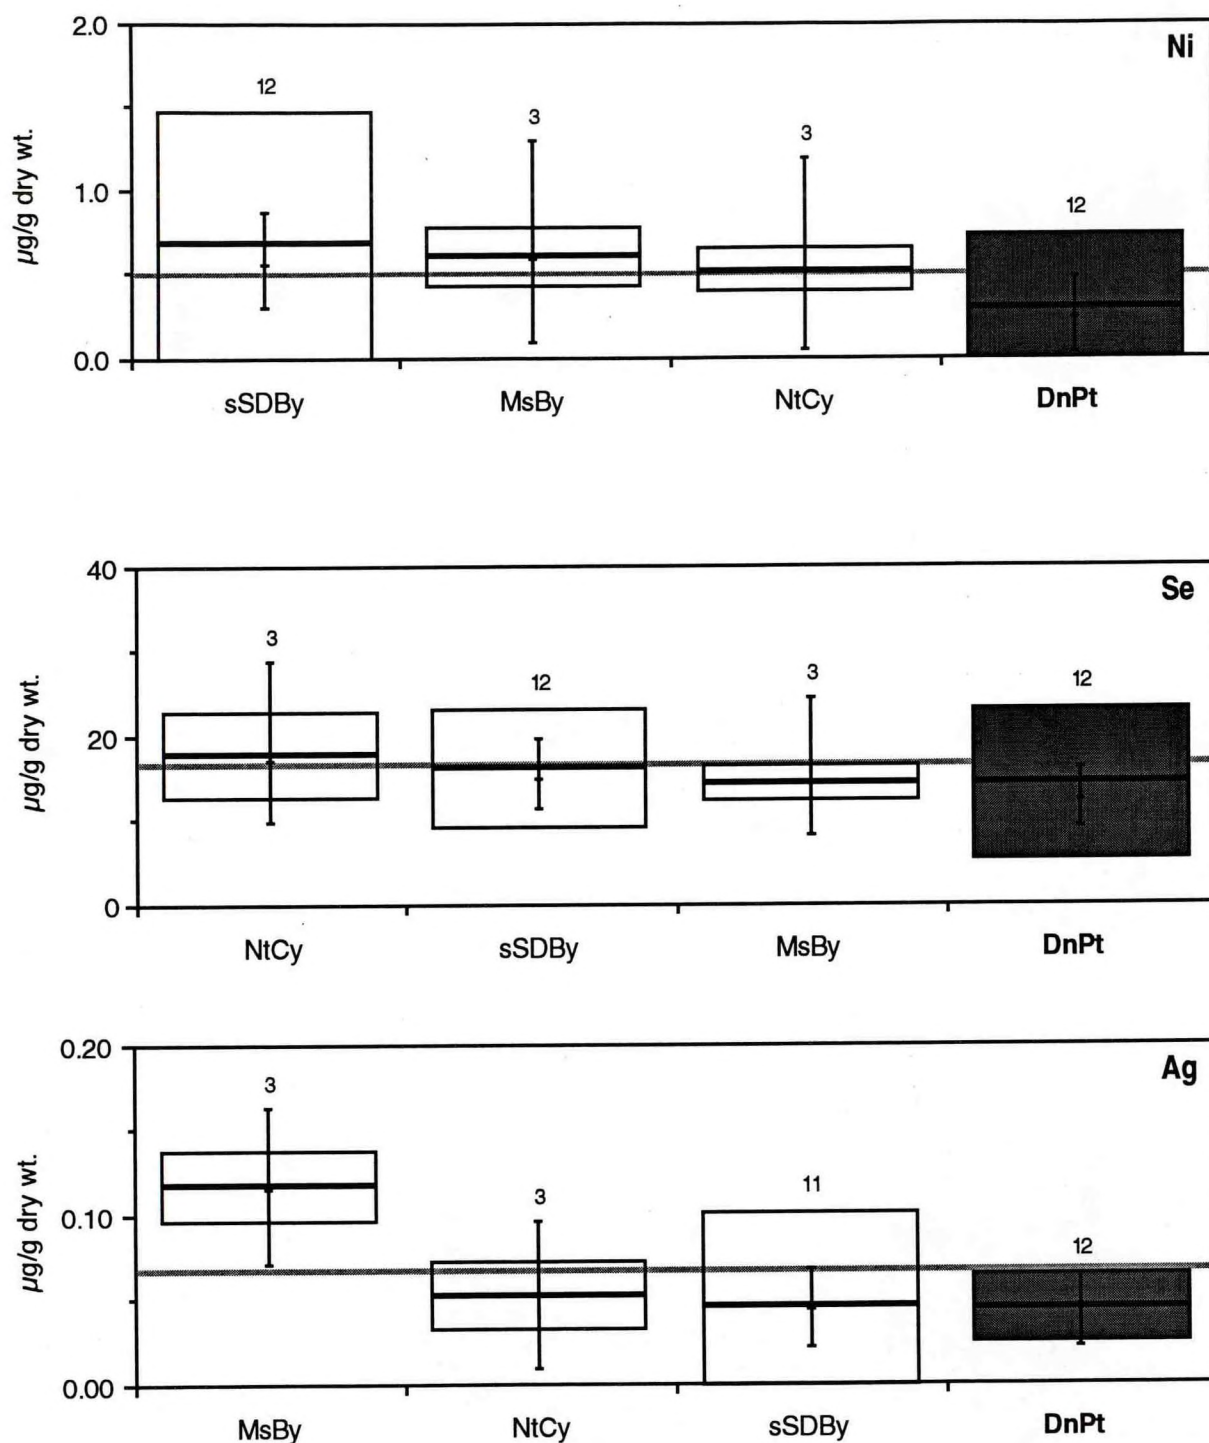 2.0
Ni
12
3
3
µg/g dry wt.
1.0
12
0.0
sSDBy MsBy NtCy DnPt
40
Se
3
12
3
12
µg/g dry wt.
20
0
NtCy sSDBy MsBy DnPt
0.20
Ag
3
3
11
12
µg/g dry wt.
0.10
0.00
MsBy NtCy sSDBy DnPt